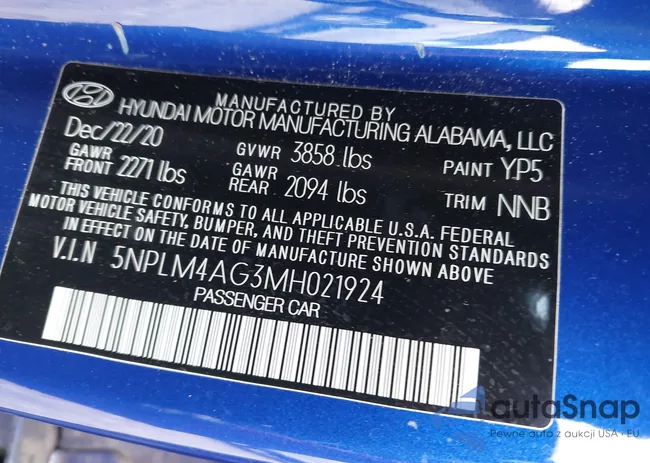 MANUFACTURED BY
HYUNDAI MOTOR MANUFACTURING ALABAMA, LLC
Dec/22/20 GVWR 3858 lbs PAINT YP5
GAWR FRONT 2271 lbs GAWR REAR 2094 lbs TRIM NNB
THIS VEHICLE CONFORMS TO ALL APPLICABLE U.S.A. FEDERAL
MOTOR VEHICLE SAFETY, BUMPER, AND THEFT PREVENTION STANDARDS
IN EFFECT ON THE DATE OF MANUFACTURE SHOWN ABOVE
V.I.N 5NPLM4AG3MH021924
PASSENGER CAR
autaSnap
Pewne auta z aukcji USA - EU